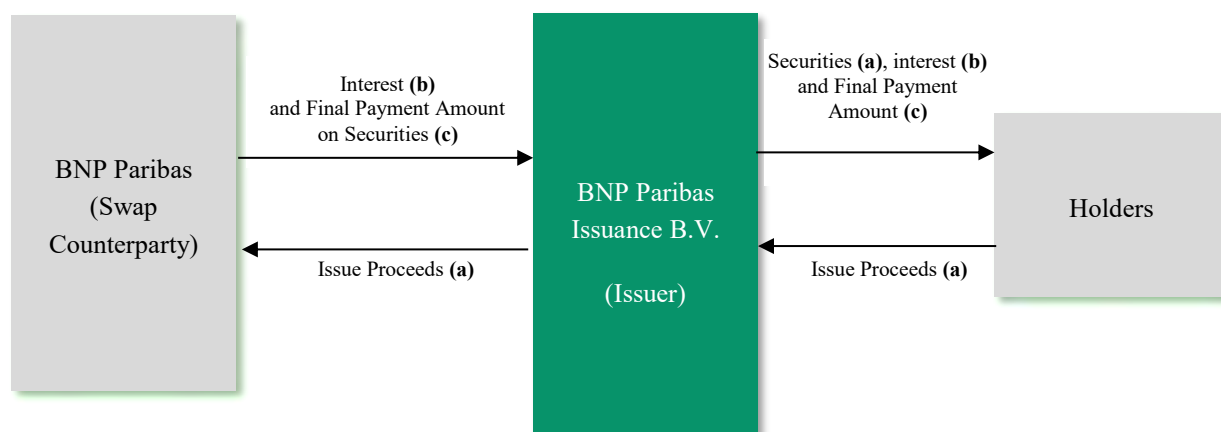 BNP Paribas
(Swap
Counterparty)
Interest (b)
and Final Payment Amount
on Securities (c)
Issue Proceeds (a)
BNP Paribas
Issuance B.V.
(Issuer)
Securities (a), interest (b)
and Final Payment
Amount (c)
Issue Proceeds (a)
Holders